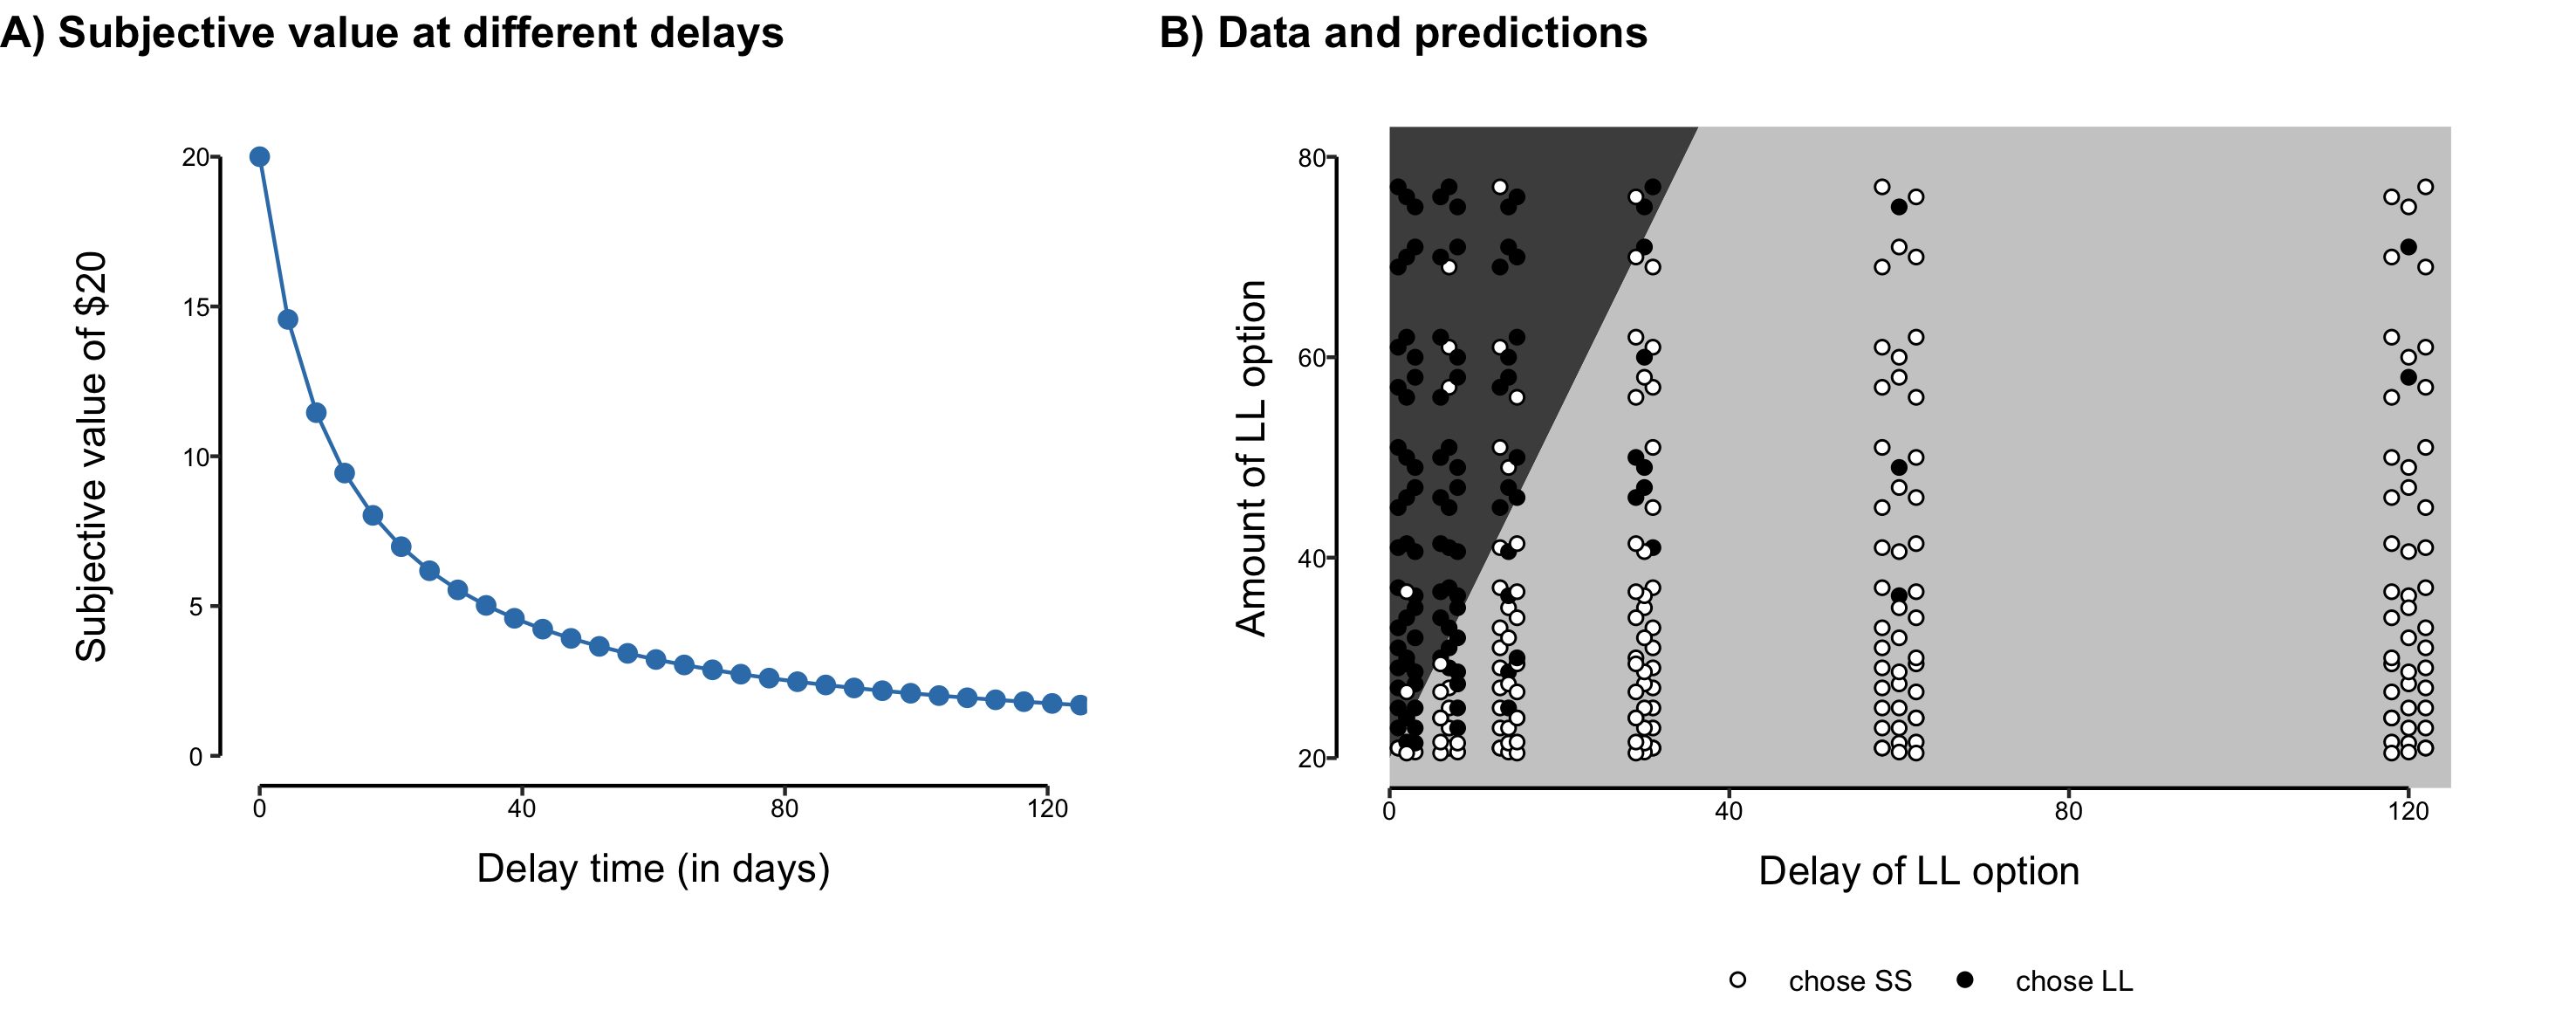 A) Subjective value at different delays
Subjective value of $20
20
15
10
5
0
0 40 80 120
Delay time (in days)
B) Data and predictions
Amount of LL option
80
60
40
20
0 40 80 120
Delay of LL option
chose SS chose LL